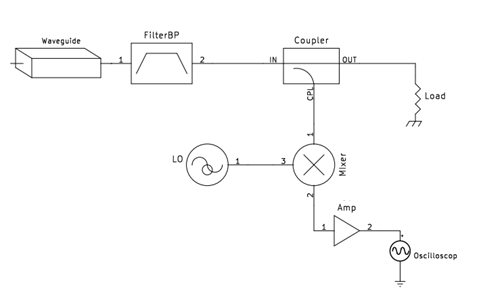 Waveguide
FilterBP
Coupler
1
2
IN
OUT
CPL
Load
LO
1
3
1
Mixer
2
Amp
1
2
+
Oscilloscop